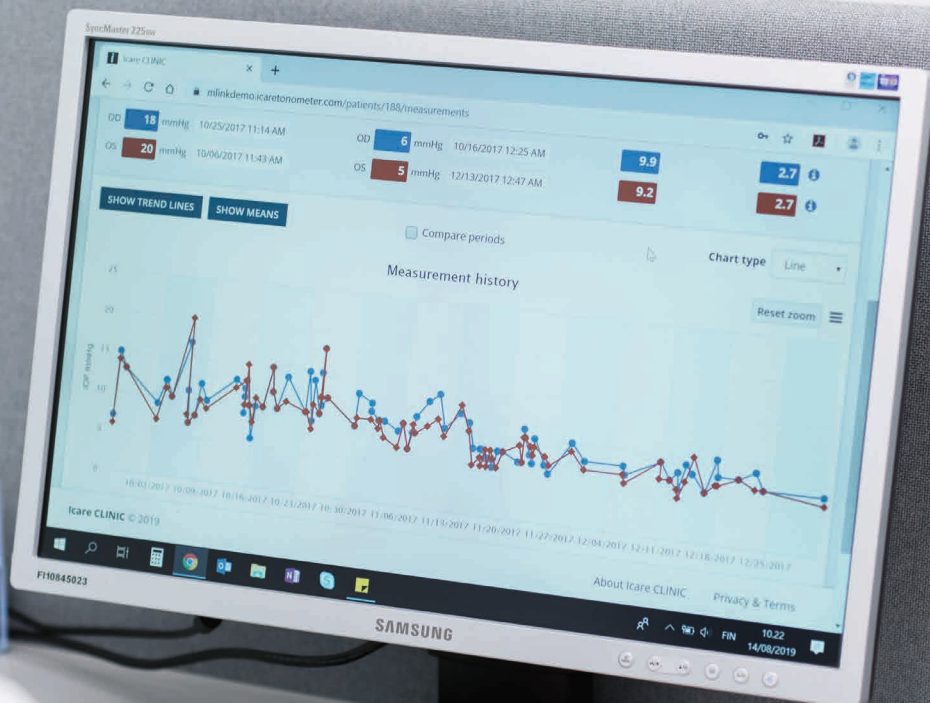 SyncMaster 225BW
Icare CLINIC × +
mlinkdemo.icaretonometer.com/patients/188/measurements
OD 18 mmHg 10/25/2017 11:14 AM OD 6 mmHg 10/16/2017 12:25 AM 9.9 2.7
OS 20 mmHg 10/06/2017 11:43 AM OS 5 mmHg 12/13/2017 12:47 AM 9.2 2.7
SHOW TREND LINES SHOW MEANS
Compare periods
Chart type Line
Measurement history
Reset zoom
25
20
15
IOP, mmHg
10
5
0
10/02/2017 10/09/2017 10/16/2017 10/23/2017 10/30/2017 11/06/2017 11/13/2017 11/20/2017 11/27/2017 12/04/2017 12/11/2017 12/18/2017 12/25/2017
Icare CLINIC © 2019
About Icare CLINIC Privacy & Terms
FIN
10.22
14/08/2019
FI10845023
SAMSUNG